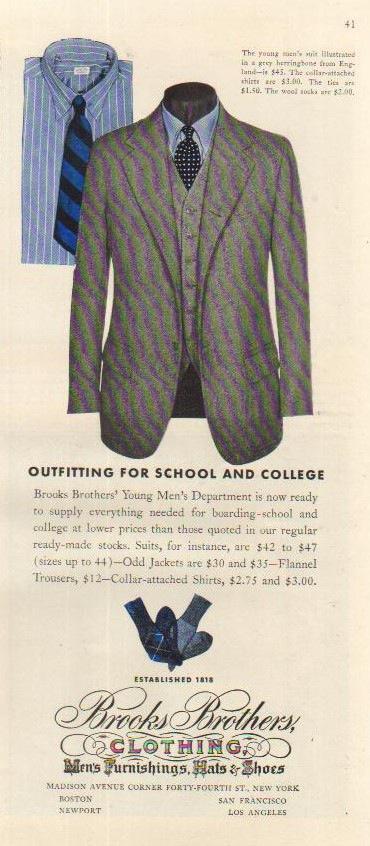 41
The young men's suit illustrated
in a grey herringbone from Eng-
land—is $45. The collar-attached
shirts are $3.00. The ties are
$1.50. The wool socks are $2.00.
OUTFITTING FOR SCHOOL AND COLLEGE
Brooks Brothers' Young Men's Department is now ready
to supply everything needed for boarding-school and
college at lower prices than those quoted in our regular
ready-made stocks. Suits, for instance, are $42 to $47
(sizes up to 44)—Odd Jackets are $30 and $35—Flannel
Trousers, $12—Collar-attached Shirts, $2.75 and $3.00.
ESTABLISHED 1818
Brooks Brothers,
CLOTHING,
Men's Furnishings, Hats & Shoes
MADISON AVENUE CORNER FORTY-FOURTH ST., NEW YORK
BOSTON SAN FRANCISCO
NEWPORT LOS ANGELES